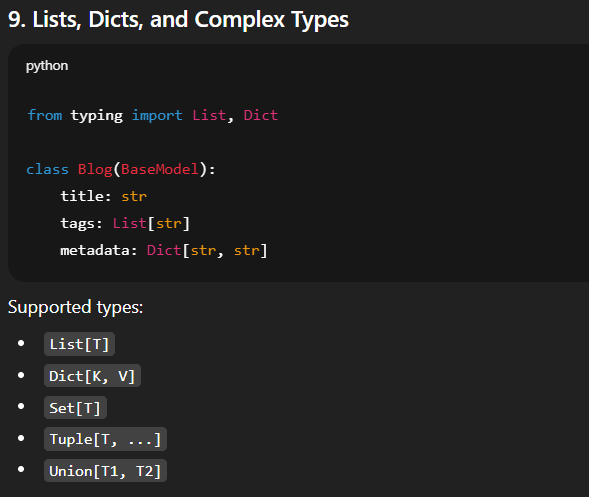 9. Lists, Dicts, and Complex Types
python
from typing import List, Dict
class Blog(BaseModel):
    title: str
    tags: List[str]
    metadata: Dict[str, str]
Supported types:
• List[T]
• Dict[K, V]
• Set[T]
• Tuple[T, ...]
• Union[T1, T2]